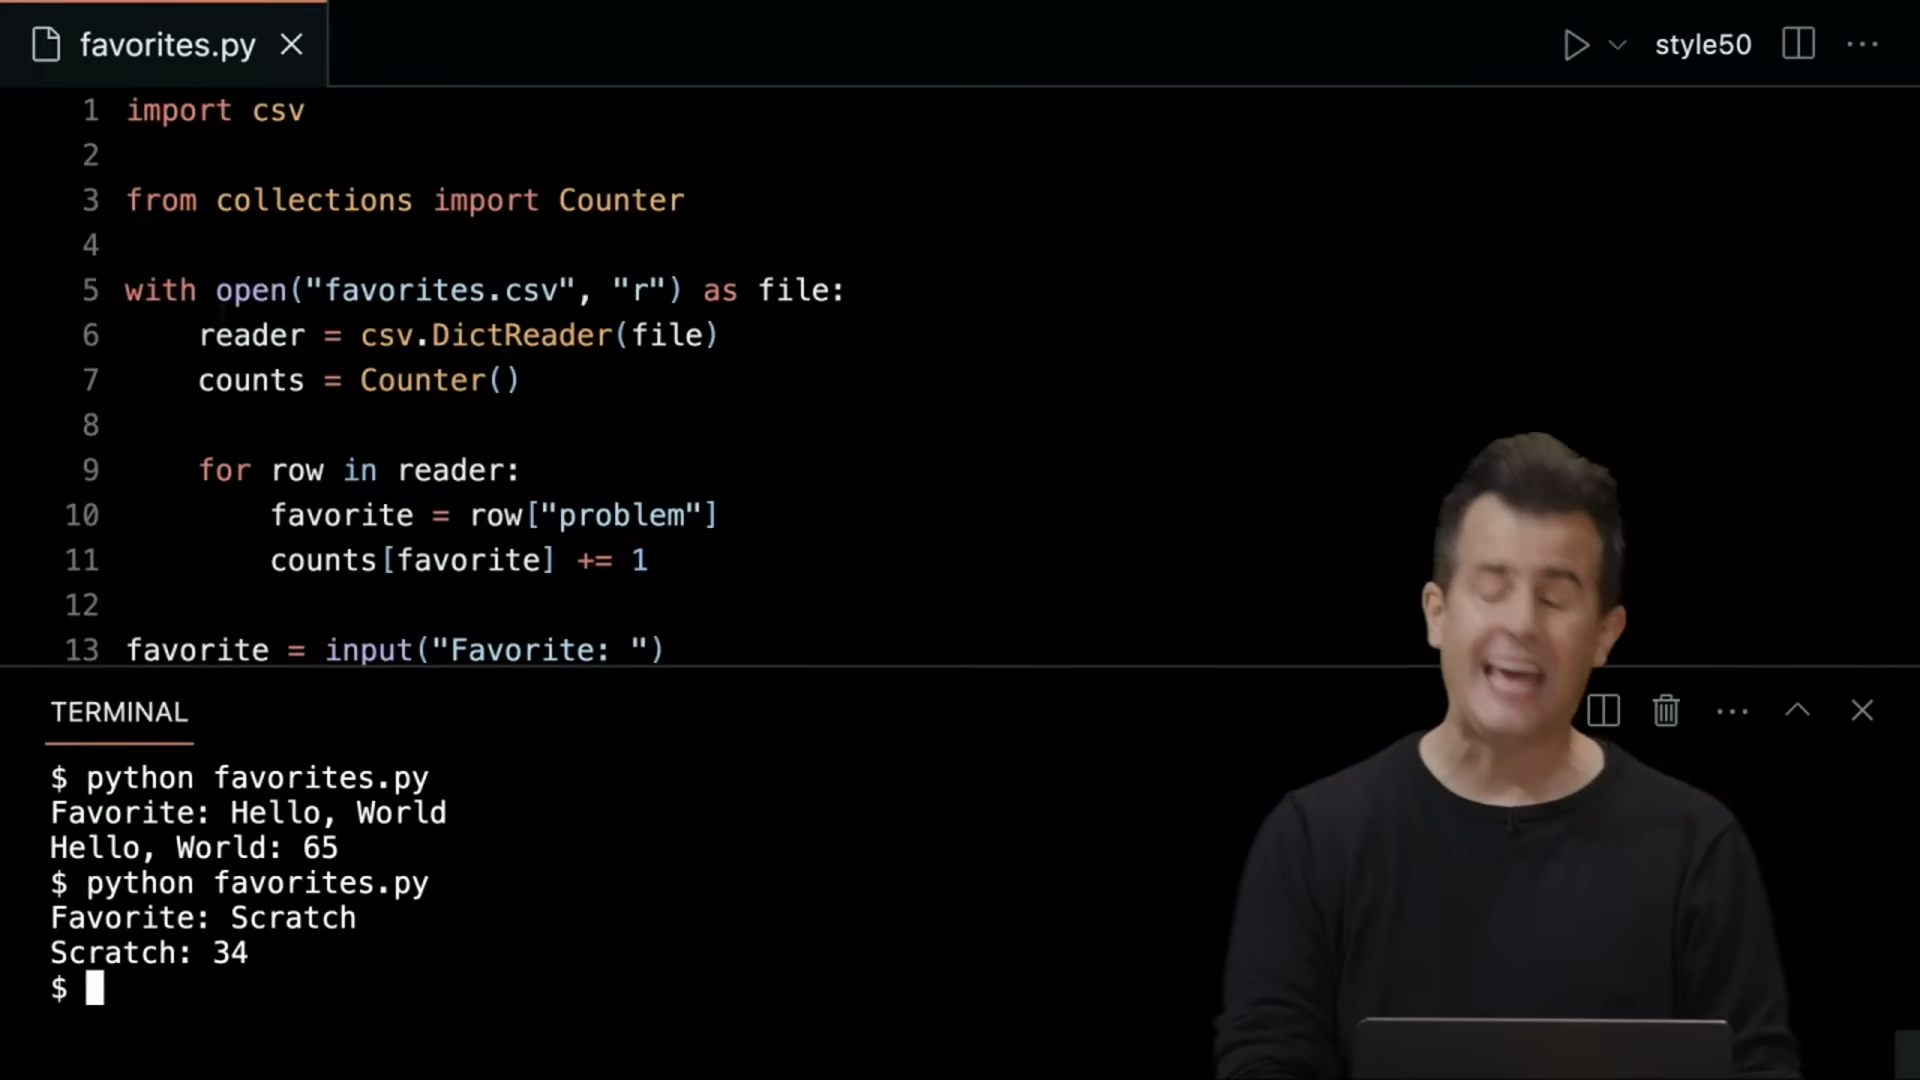 favorites.py
style50
1 import csv
2
3 from collections import Counter
4
5 with open("favorites.csv", "r") as file:
6     reader = csv.DictReader(file)
7     counts = Counter()
8
9     for row in reader:
10         favorite = row["problem"]
11         counts[favorite] += 1
12
13 favorite = input("Favorite: ")
TERMINAL
$ python favorites.py
Favorite: Hello, World
Hello, World: 65
$ python favorites.py
Favorite: Scratch
Scratch: 34
$